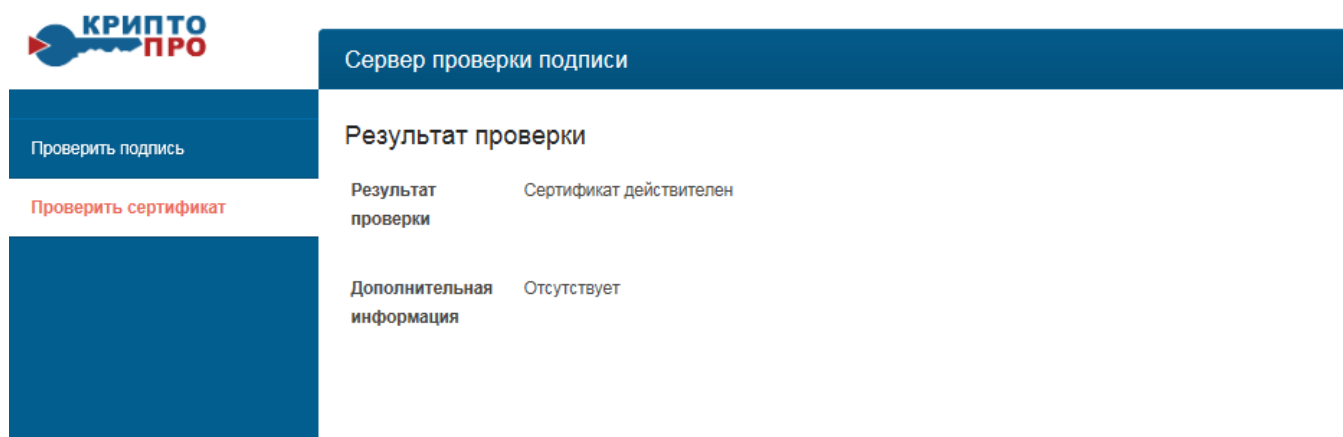 КРИПТО
ПРО
Сервер проверки подписи
Проверить подпись
Проверить сертификат
Результат проверки
Результат проверки
Сертификат действителен
Дополнительная информация
Отсутствует